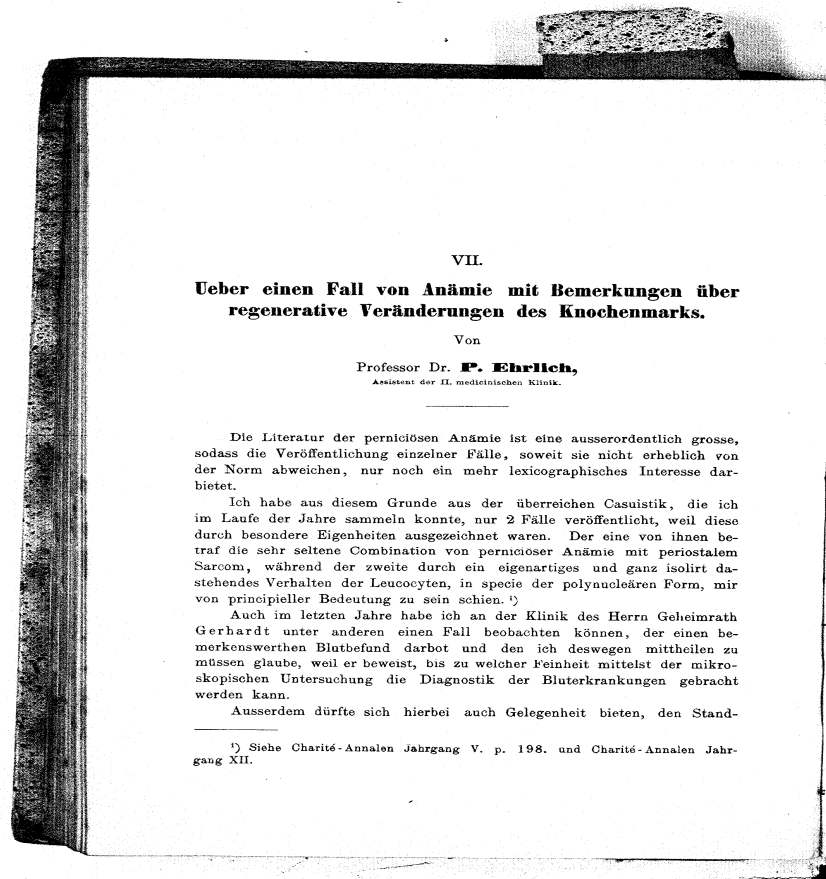 VII.
Ueber einen Fall von Anämie mit Bemerkungen über
regenerative Veränderungen des Knochenmarks.
Von
Professor Dr. P. Ehrlich,
Assistent der II. medicinischen Klinik.
Die Literatur der perniciösen Anämie ist eine ausserordentlich grosse,
sodass die Veröffentlichung einzelner Fälle, soweit sie nicht erheblich von
der Norm abweichen, nur noch ein mehr lexicographisches Interesse dar-
bietet.
Ich habe aus diesem Grunde aus der überreichen Casuistik, die ich
im Laufe der Jahre sammeln konnte, nur 2 Fälle veröffentlicht, weil diese
durch besondere Eigenheiten ausgezeichnet waren. Der eine von ihnen be-
traf die sehr seltene Combination von perniciöser Anämie mit periostalem
Sarcom, während der zweite durch ein eigenartiges und ganz isolirt da-
stehendes Verhalten der Leucocyten, in specie der polynucleären Form, mir
von principieller Bedeutung zu sein schien. ¹)
Auch im letzten Jahre habe ich an der Klinik des Herrn Geheimrath
Gerhardt unter anderen einen Fall beobachten können, der einen be-
merkenswerthen Blutbefund darbot und den ich deswegen mittheilen zu
müssen glaube, weil er beweist, bis zu welcher Feinheit mittelst der mikro-
skopischen Untersuchung die Diagnostik der Bluterkrankungen gebracht
werden kann.
Ausserdem dürfte sich hierbei auch Gelegenheit bieten, den Stand-
¹) Siehe Charité-Annalen Jahrgang V. p. 198. und Charité-Annalen Jahr-
gang XII.